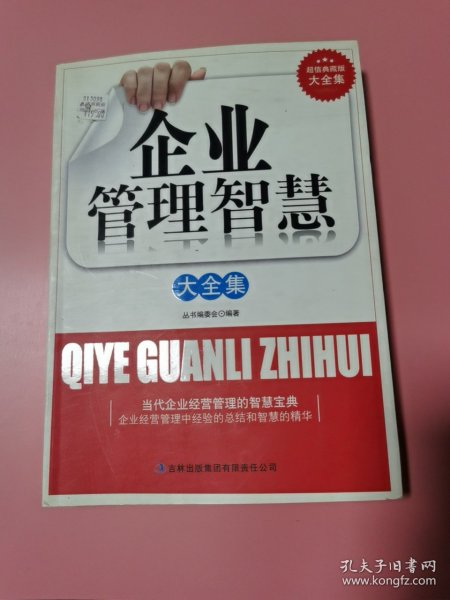 超值典藏版
大全集
企业
管理智慧
大全集
丛书编委会⊙编著
QIYE GUANLI ZHIHUI
当代企业经营管理的智慧宝典
企业经营管理中经验的总结和智慧的精华
吉林出版集团有限责任公司
孔夫子旧书网
www.kongfz.com